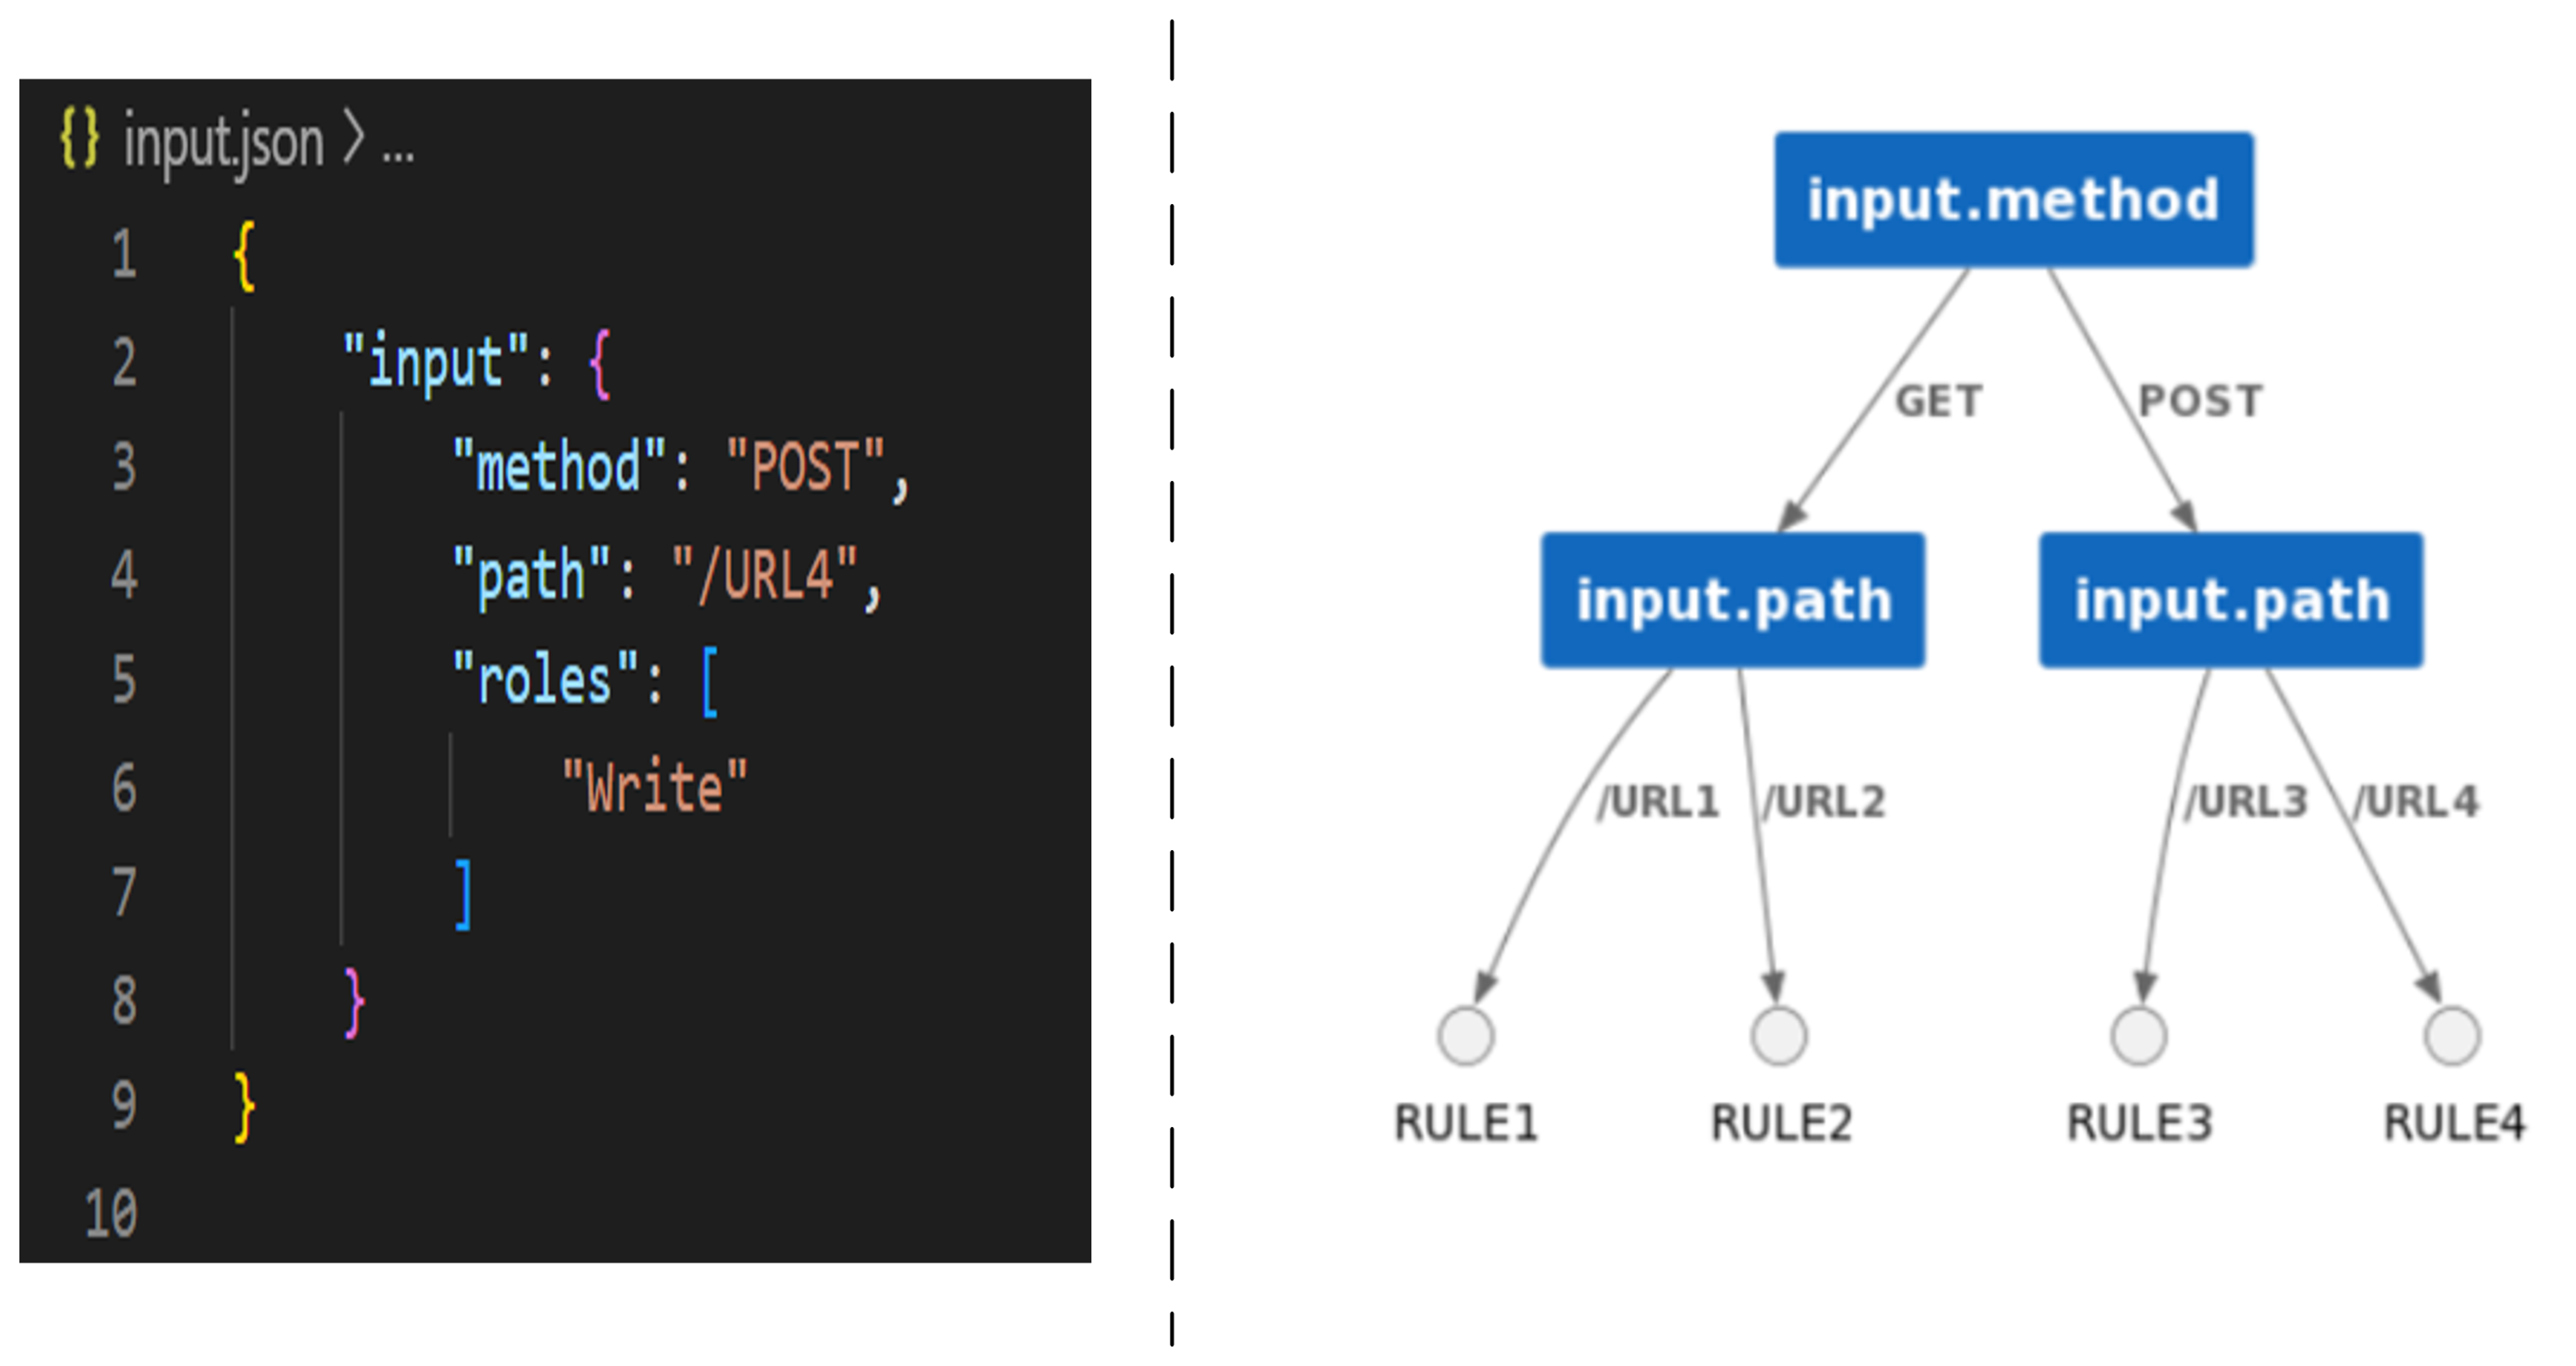 {} input.json > ...
1 {
2 "input": {
3 "method": "POST",
4 "path": "/URL4",
5 "roles": [
6 "Write"
7 ]
8 }
9 }
10
input.method
GET POST
input.path input.path
/URL1 /URL2 /URL3 /URL4
RULE1 RULE2 RULE3 RULE4